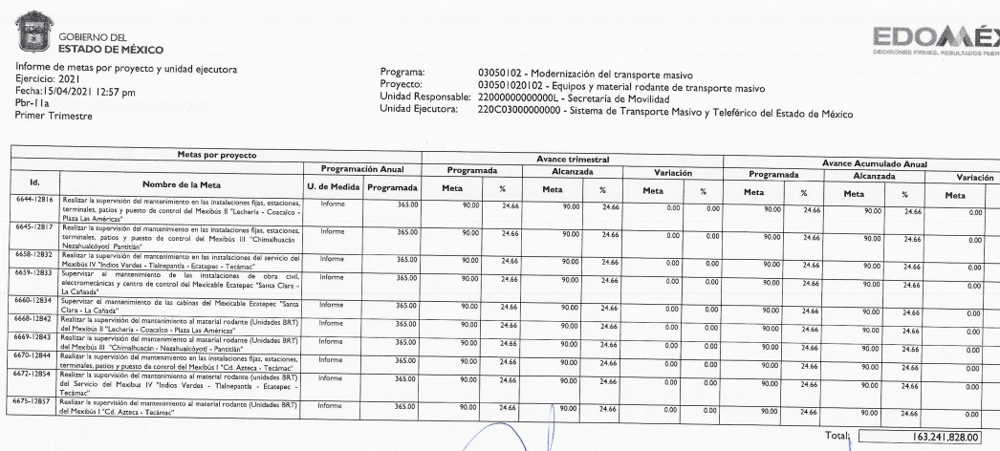 GOBIERNO DEL
ESTADO DE MÉXICO
EDOMÉX
DECISIONES FIRMES, RESULTADOS FUER
Informe de metas por proyecto y unidad ejecutora
Ejercicio: 2021
Fecha:15/04/2021 12:57 pm
Pbr-11a
Primer Trimestre
Programa: 03050102 - Modernización del transporte masivo
Proyecto: 030501020102 - Equipos y material rodante de transporte masivo
Unidad Responsable: 22000000000000L - Secretaría de Movilidad
Unidad Ejecutora: 220C03000000000 - Sistema de Transporte Masivo y Teleférico del Estado de México
Metas por proyecto Avance trimestral Avance Acumulado Anual
Programación Anual Programada Alcanzada Variación Programada Alcanzada Variación
Id. Nombre de la Meta U. de Medida Programada Meta % Meta % Meta % Meta % Meta % Meta
6644-12816 Realizar la supervisión del mantenimiento en las instalaciones fijas, estaciones, Informe 365.00 90.00 24.66 90.00 24.66 0.00 0.00 90.00 24.66 90.00 24.66 0.00
terminales, patios y puesto de control del Mexibús II "Lechería - Coacalco -
Plaza Las Américas"
6645-12817 Realizar la supervisión del mantenimiento en las instalaciones fijas, estaciones, Informe 365.00 90.00 24.66 90.00 24.66 0.00 0.00 90.00 24.66 90.00 24.66 0.00
terminales, patios y puesto de control del Mexibús III "Chimalhuacán
Nezahualcóyotl Pantitlán"
6658-12832 Realizar la supervisión del mantenimiento en las instalaciones del servicio del Informe 365.00 90.00 24.66 90.00 24.66 0.00 0.00 90.00 24.66 90.00 24.66 0.00
Mexibús IV "Indios Verdes - Tlalnepantla - Ecatepec - Tecámac"
6659-12833 Supervisar el mantenimiento de las instalaciones de obra civil, Informe 365.00 90.00 24.66 90.00 24.66 0.00 0.00 90.00 24.66 90.00 24.66 0.00
electromecánicas y centro de control del Mexicable Ecatepec "Santa Clara -
La Cañaada"
6660-12834 Supervisar el mantenimiento de las cabinas del Mexicable Ecatepec "Santa Informe 365.00 90.00 24.66 90.00 24.66 0.00 0.00 90.00 24.66 90.00 24.66 0.00
Clara - La Cañada"
6668-12842 Realizar la supervisión del mantenimiento al material rodante (Unidades BRT) Informe 365.00 90.00 24.66 90.00 24.66 0.00 0.00 90.00 24.66 90.00 24.66 0.00
del Mexibús II "Lechería - Coacalco - Plaza Las Américas"
6669-12843 Realizar la supervisión del mantenimiento al material rodante (Unidades BRT) Informe 365.00 90.00 24.66 90.00 24.66 0.00 0.00 90.00 24.66 90.00 24.66 0.00
del Mexibús III "Chimalhuacán - Nezahualcóyotl - Pantitlán"
6670-12844 Realizar la supervisión del mantenimiento en las instalaciones fijas, estaciones, Informe 365.00 90.00 24.66 90.00 24.66 0.00 0.00 90.00 24.66 90.00 24.66 0.00
terminales, patios y puesto de control del Mexibús I "Cd. Azteca - Tecámac"
6672-12854 Realizar la supervisión del mantenimiento al material rodante (unidades BRT) Informe 365.00 90.00 24.66 90.00 24.66 0.00 0.00 90.00 24.66 90.00 24.66 0.00
del Servicio del Mexibus IV "Indios Verdes - Tlalnepantla - Ecatepec -
Tecámac"
6675-12857 Realizar la supervisión del mantenimiento al material rodante (Unidades BRT) Informe 365.00 90.00 24.66 90.00 24.66 0.00 0.00 90.00 24.66 90.00 24.66 0.00
del Mexibús I "Cd. Azteca - Tecámac"
Total: 163,241,828.00